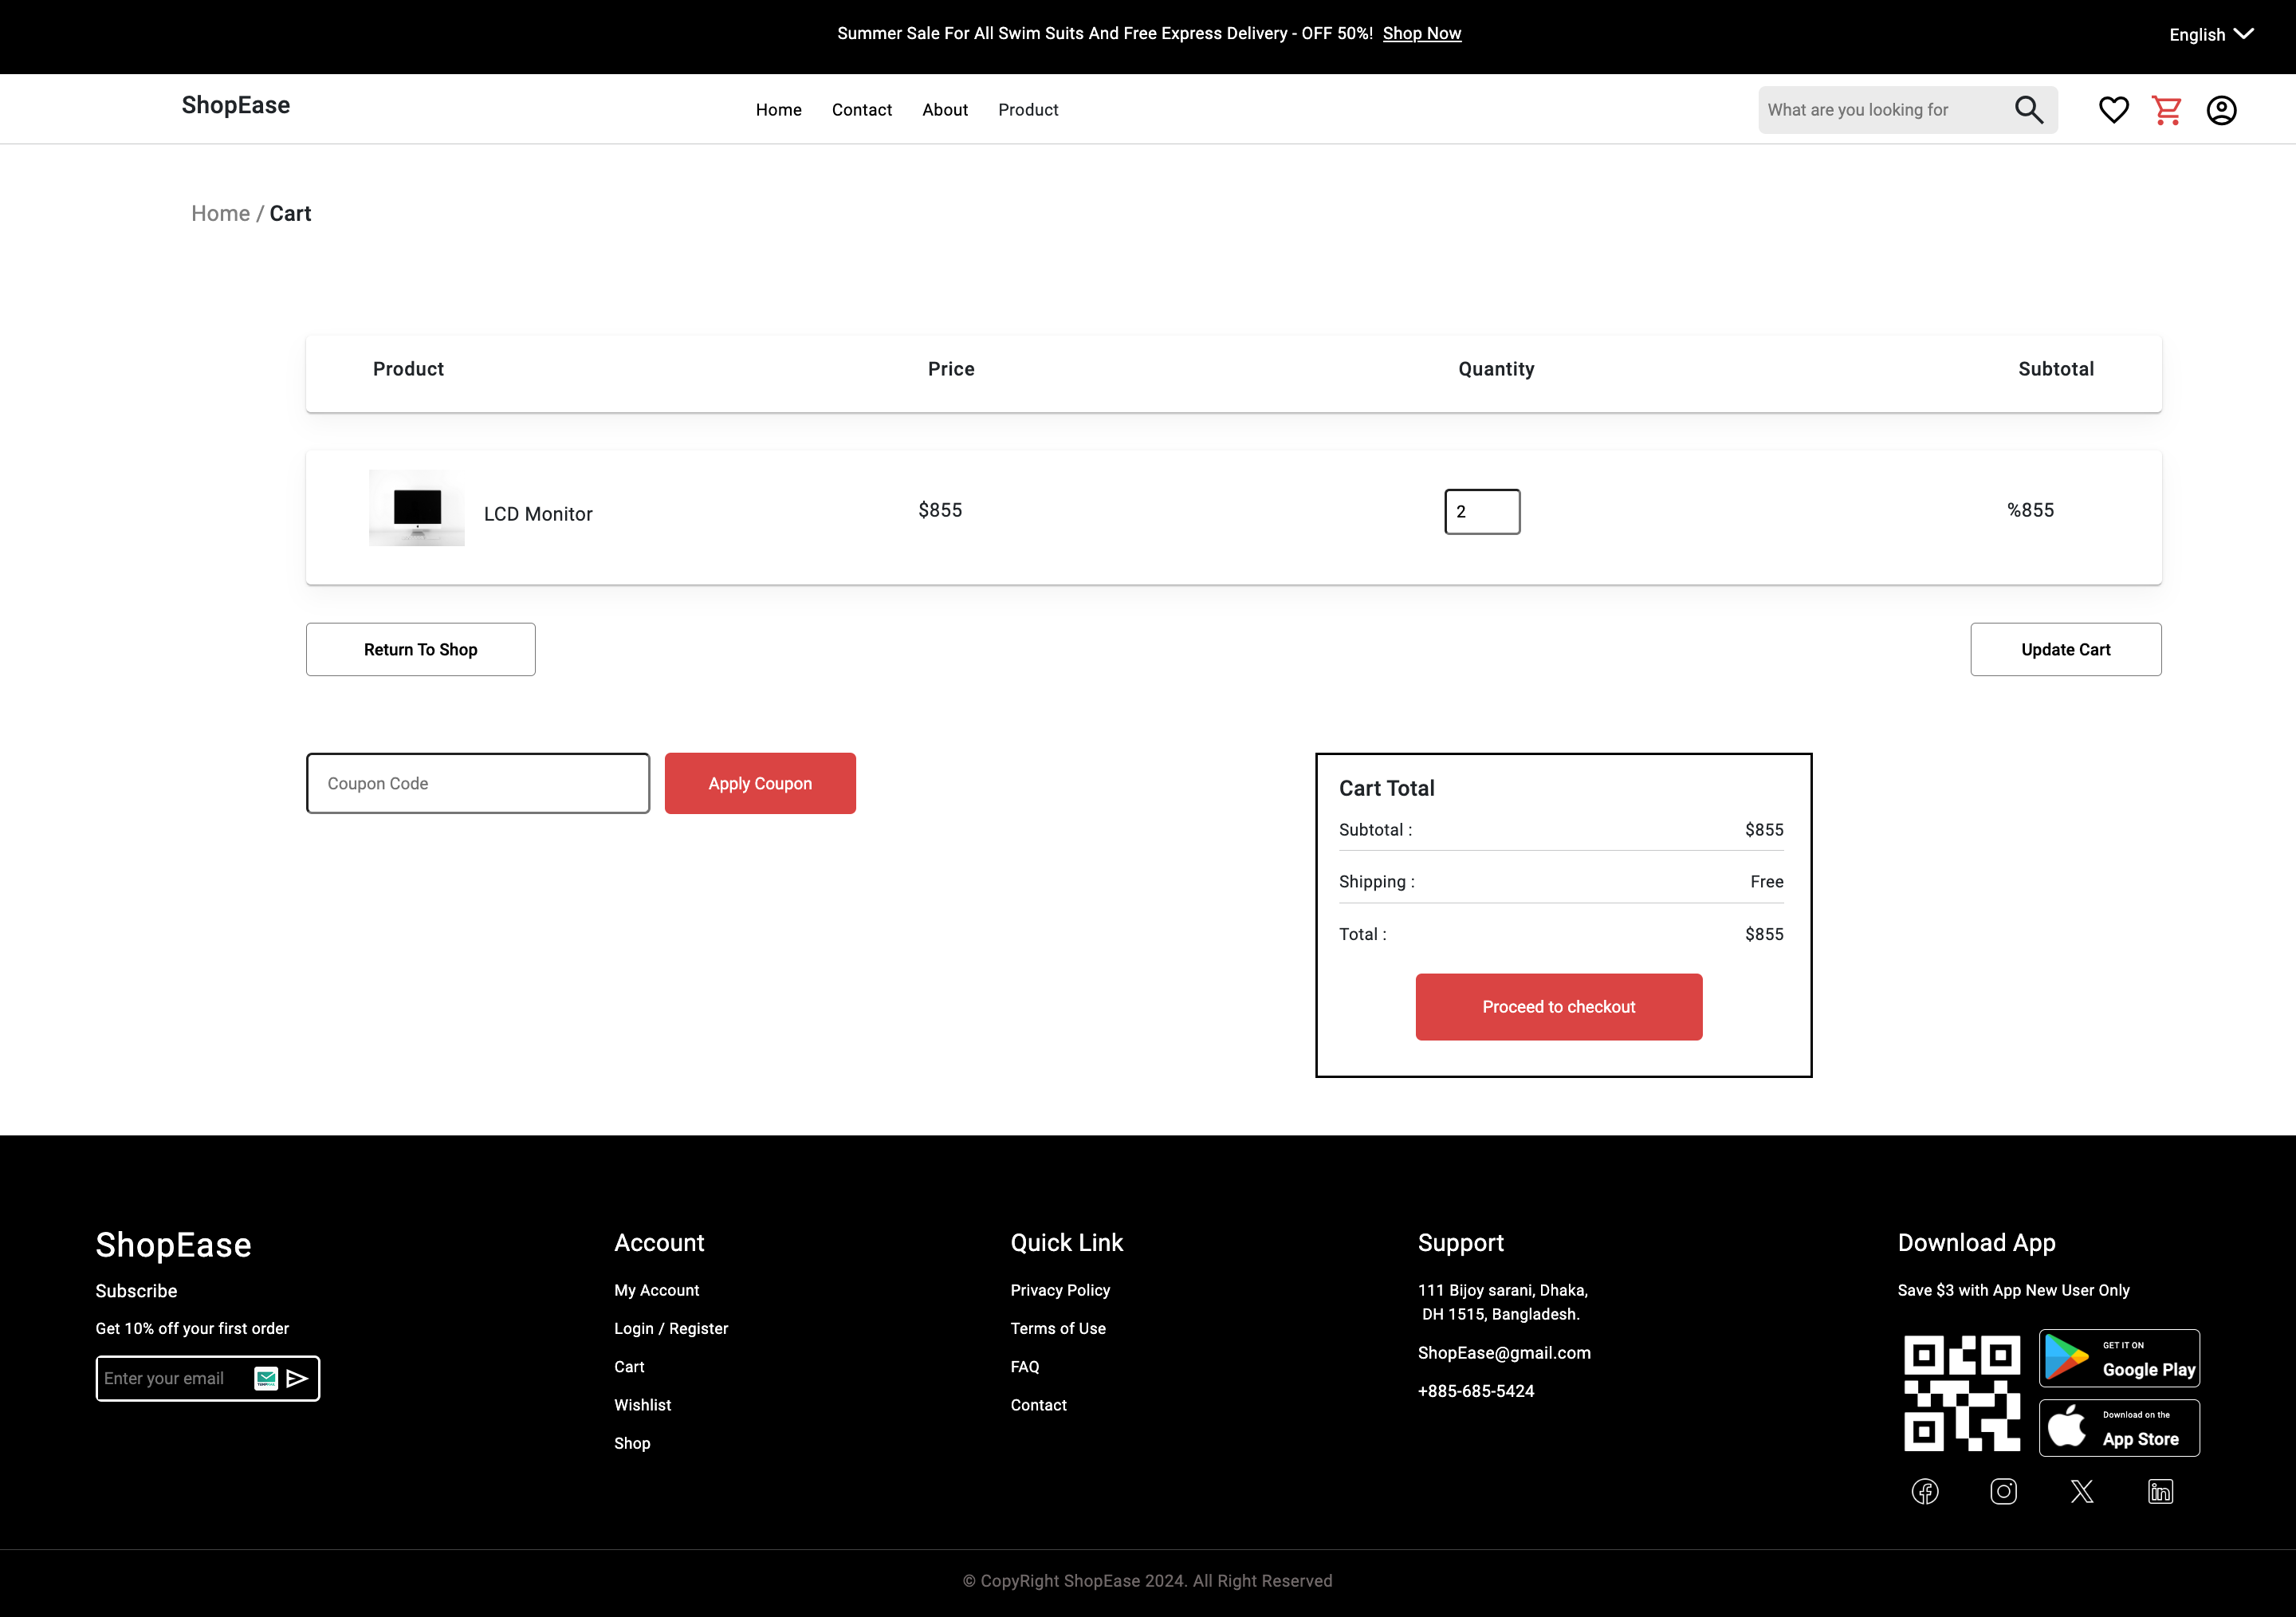 Summer Sale For All Swim Suits And Free Express Delivery - OFF 50%! Shop Now
English
ShopEase
Home Contact About Product
What are you looking for
Home / Cart
Product Price Quantity Subtotal
LCD Monitor $855 2 %855
Return To Shop
Update Cart
Coupon Code
Apply Coupon
Cart Total
Subtotal : $855
Shipping : Free
Total : $855
Proceed to checkout
ShopEase
Subscribe
Get 10% off your first order
Enter your email
Account
My Account
Login / Register
Cart
Wishlist
Shop
Quick Link
Privacy Policy
Terms of Use
FAQ
Contact
Support
111 Bijoy sarani, Dhaka,
DH 1515, Bangladesh.
ShopEase@gmail.com
+885-685-5424
Download App
Save $3 with App New User Only
GET IT ON
Google Play
Download on the
App Store
© CopyRight ShopEase 2024. All Right Reserved